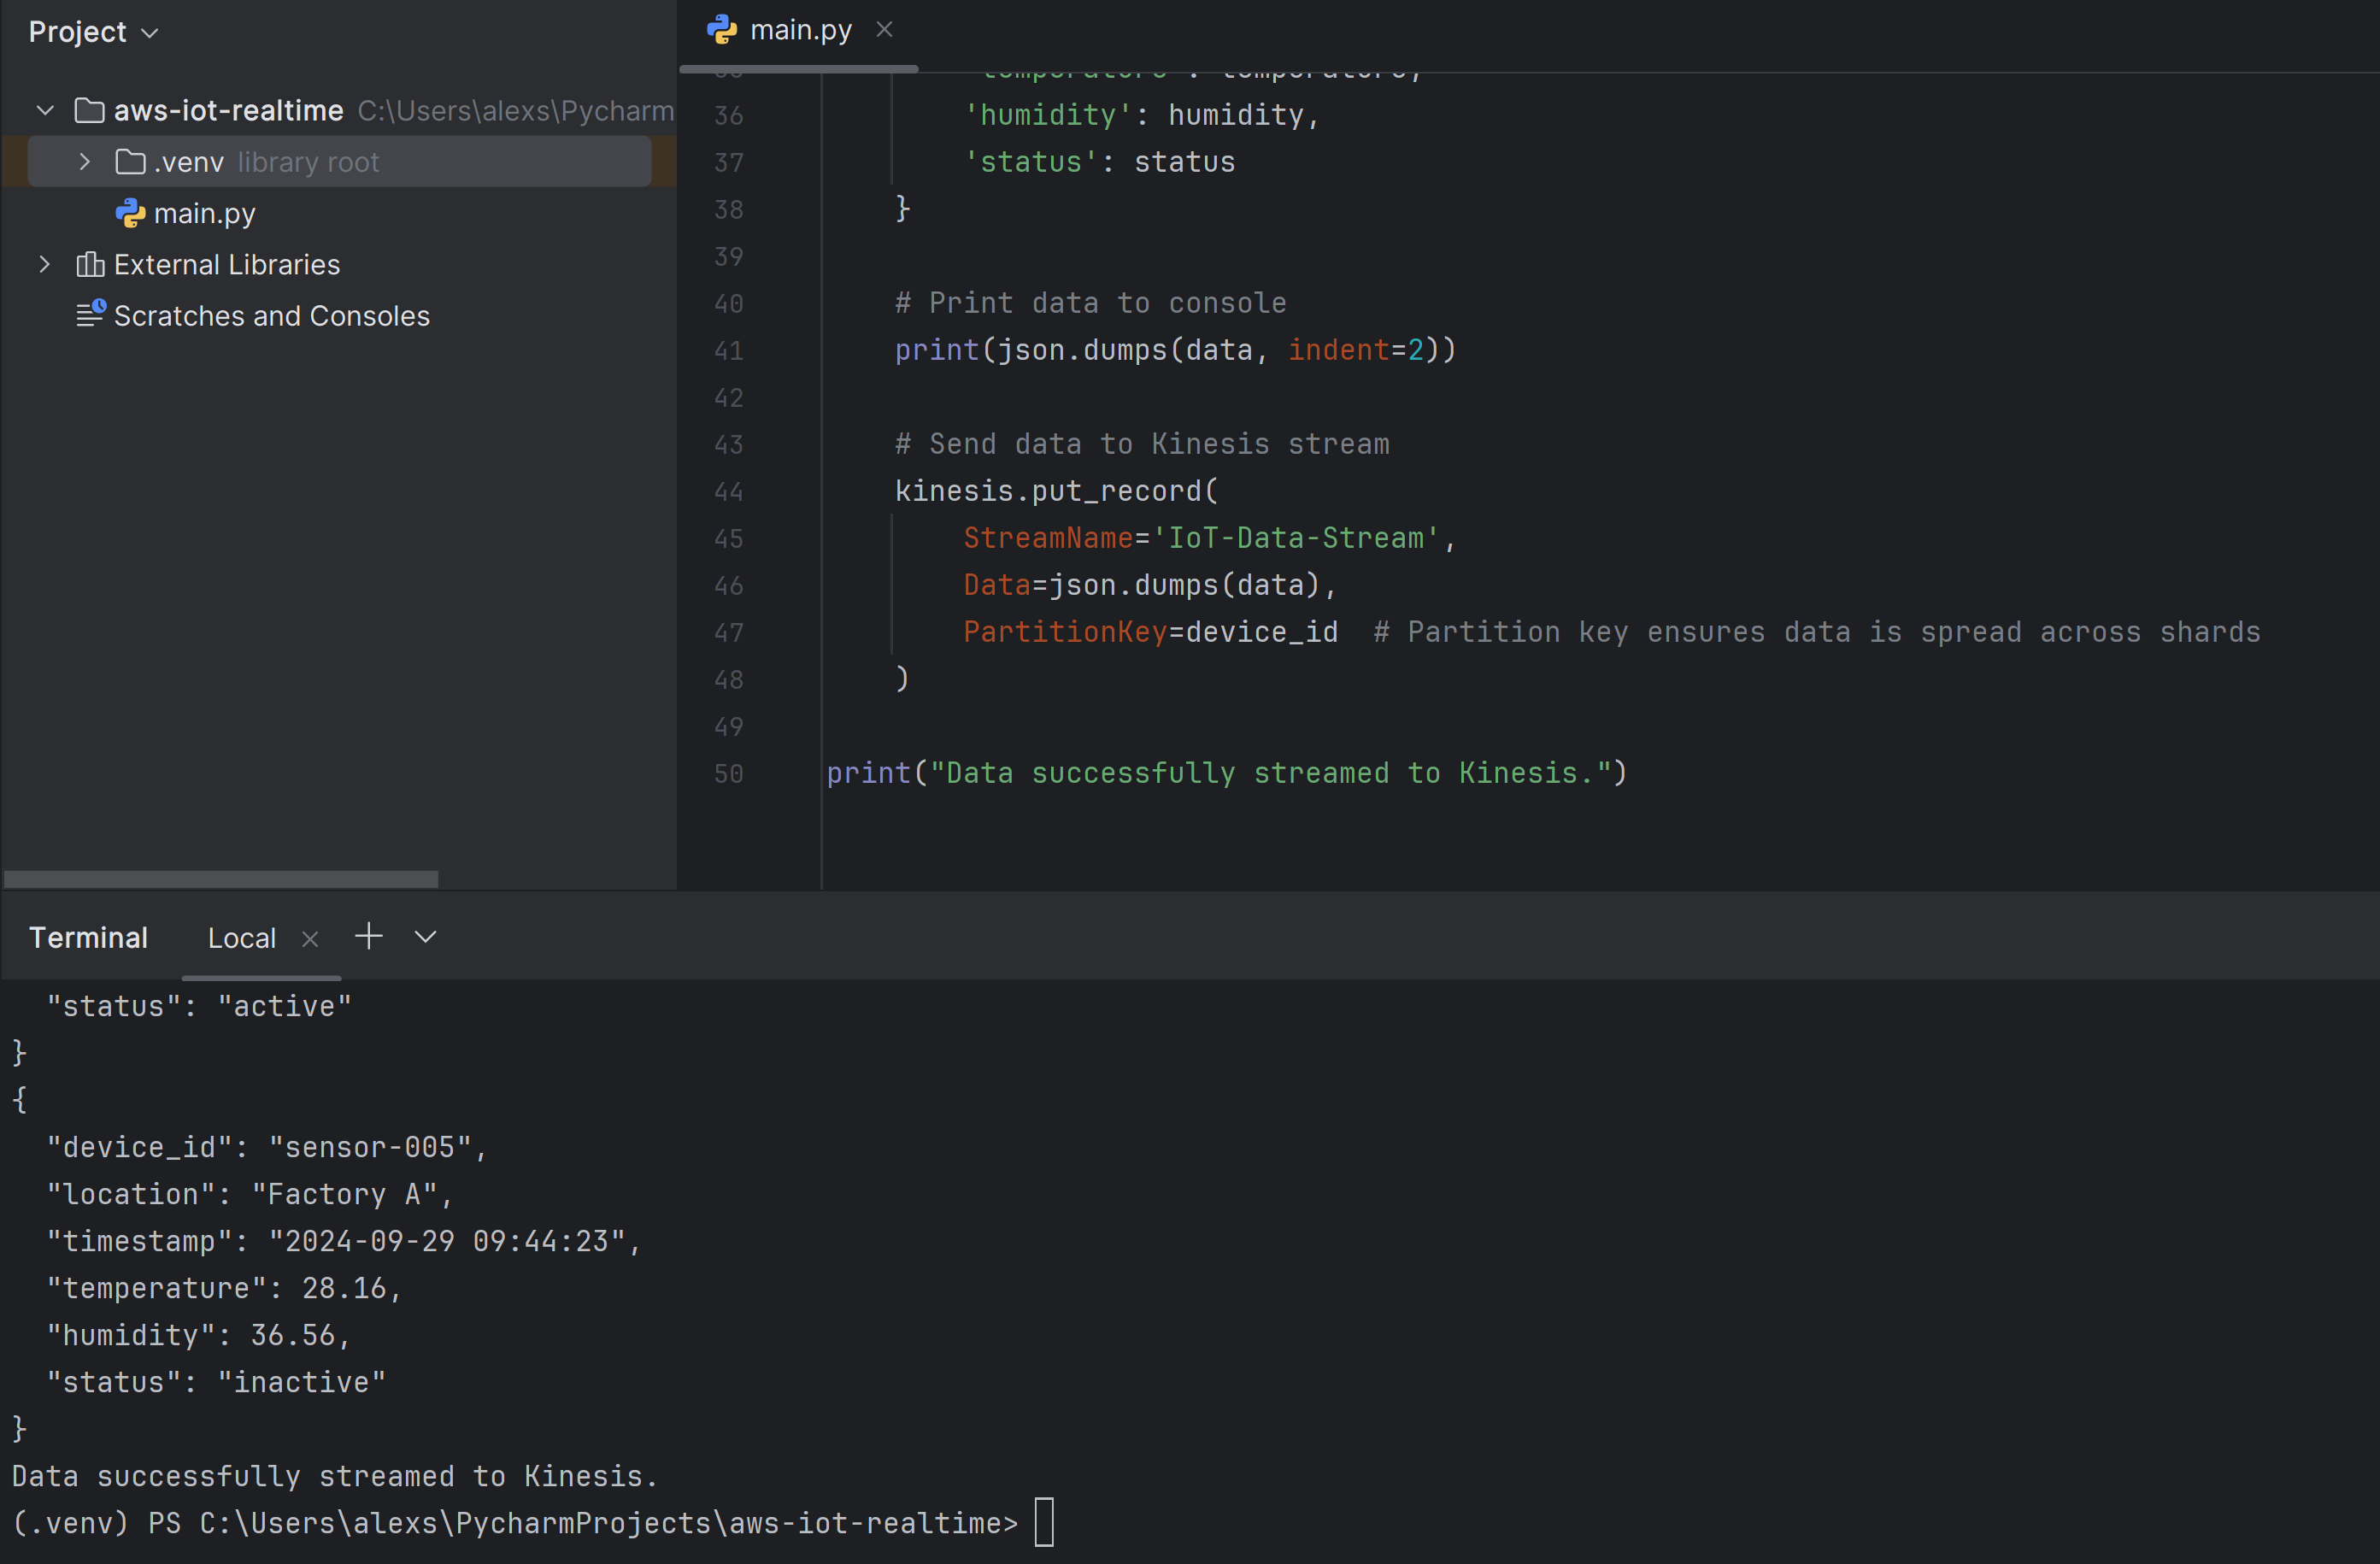 Project
aws-iot-realtime C:\Users\alexs\Pycharm
.venv library root
main.py
External Libraries
Scratches and Consoles
main.py
36 'humidity': humidity,
37 'status': status
38 }
39
40 # Print data to console
41 print(json.dumps(data, indent=2))
42
43 # Send data to Kinesis stream
44 kinesis.put_record(
45 StreamName='IoT-Data-Stream',
46 Data=json.dumps(data),
47 PartitionKey=device_id  # Partition key ensures data is spread across shards
48 )
49
50 print("Data successfully streamed to Kinesis.")
Terminal Local
"status": "active"
}
{
"device_id": "sensor-005",
"location": "Factory A",
"timestamp": "2024-09-29 09:44:23",
"temperature": 28.16,
"humidity": 36.56,
"status": "inactive"
}
Data successfully streamed to Kinesis.
(.venv) PS C:\Users\alexs\PycharmProjects\aws-iot-realtime>